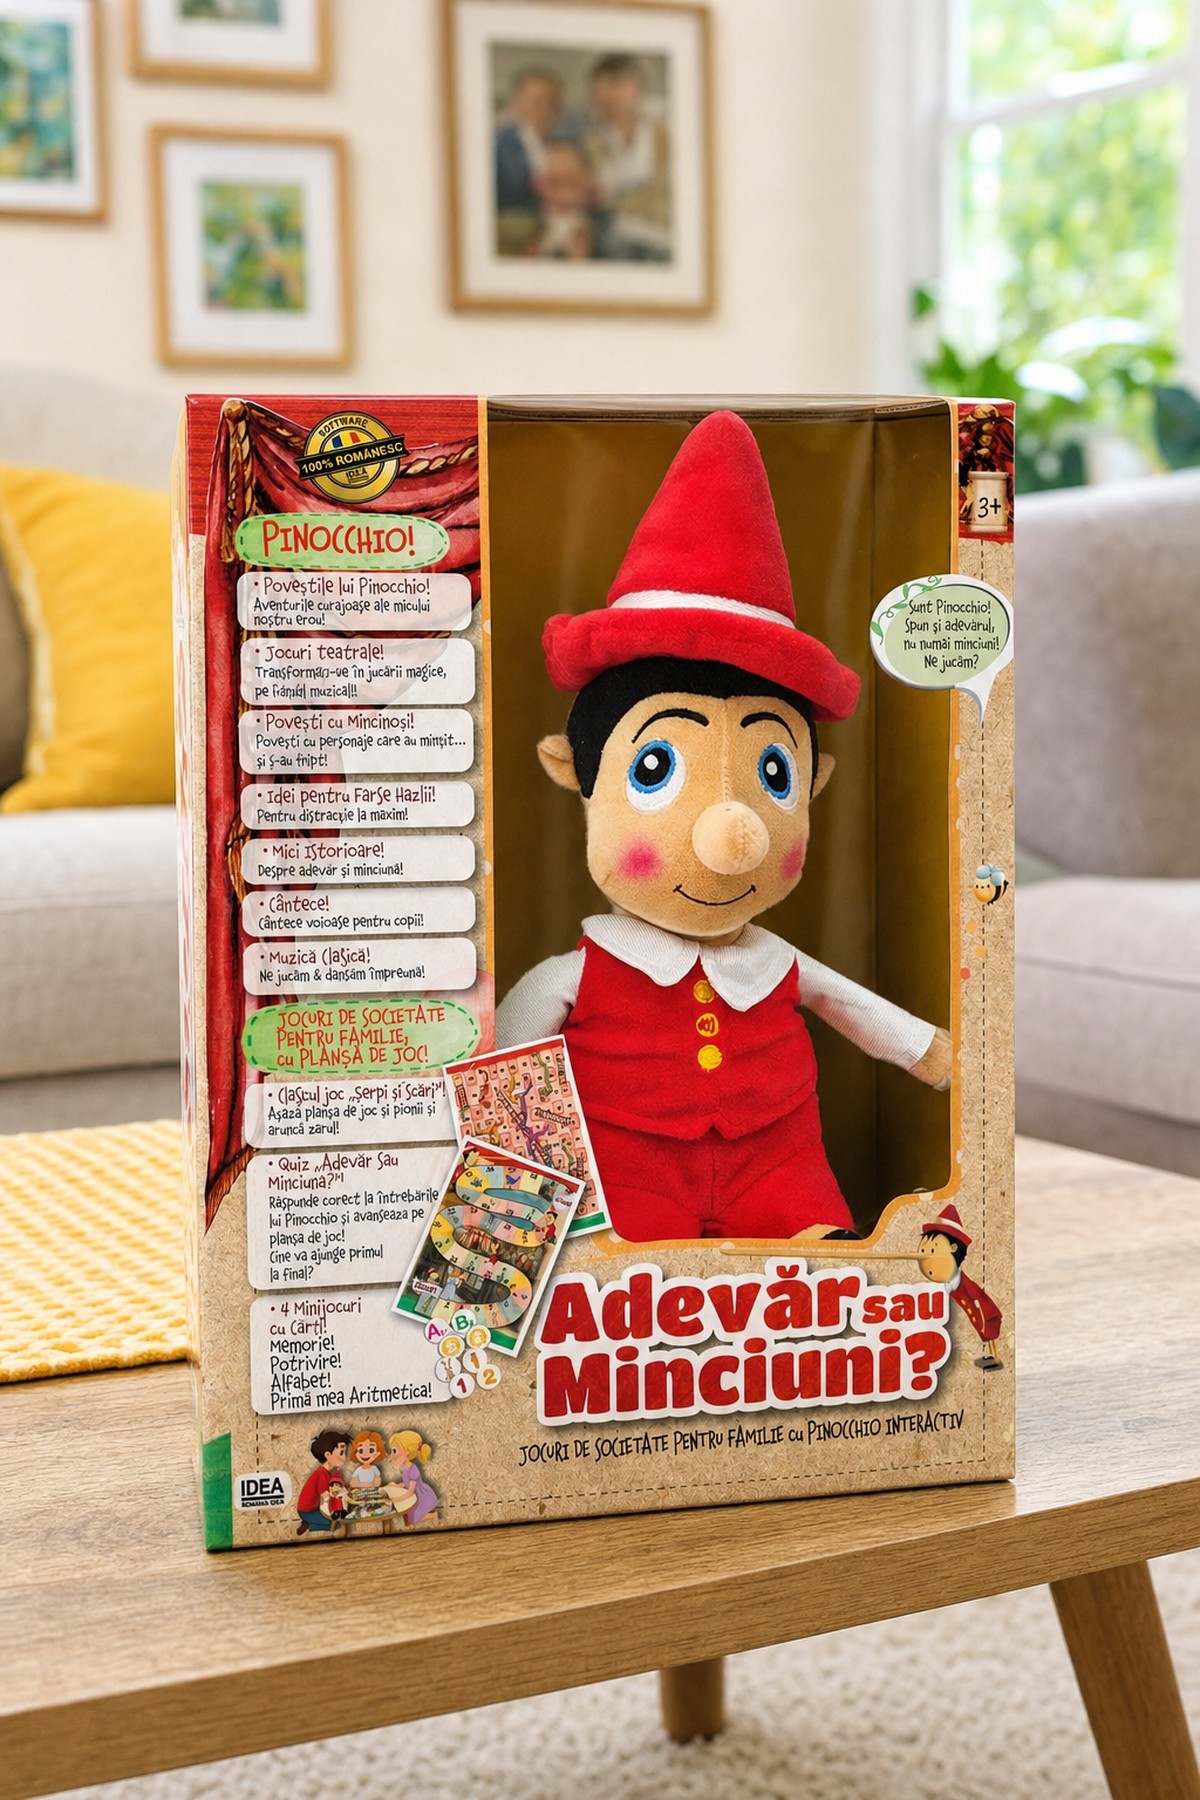 SOFTWARE
100% ROMÂNESC
IDEA
3+
PINOCCHIO!
• Poveștile lui Pinocchio!
Aventurile curajoase ale micului
nostru erou!
• Jocuri teatrale!
în jucării magice,
pe muzical!!
• Povești cu Mincinoși!
Povești cu personaje care au mințit...
și s-au fript!
• Idei pentru Farse Hazlii!
Pentru distracție la maxim!
• Mici Istorioare!
Despre adevăr și minciună!
• Cântece!
Cântece voioase pentru copii!
• Muzică Clasică!
Ne jucăm & dansăm împreună!
Sunt Pinocchio!
Spun și adevărul,
nu numai minciuni!
Ne jucăm?
JOCURI DE SOCIETATE
PENTRU FAMILIE,
cu PLANȘA DE JOC!
• Clasicul joc „Șerpi și Scări"!
Așază planșa de joc și pionii și
aruncă zarul!
• Quiz „Adevăr sau
Minciună?"!
Răspunde corect la întrebările
lui Pinocchio și avansează pe
planșa de joc!
Cine va ajunge primul
la final?
• 4 Minijocuri
cu Cărți!
Memorie!
Potrivire!
Alfabet!
Prima mea Aritmetica!
A
B
1
2
Adevăr sau
Minciuni?
JOCURI DE SOCIETATE PENTRU FAMILIE cu PINOCCHIO INTERACTIV
IDEA